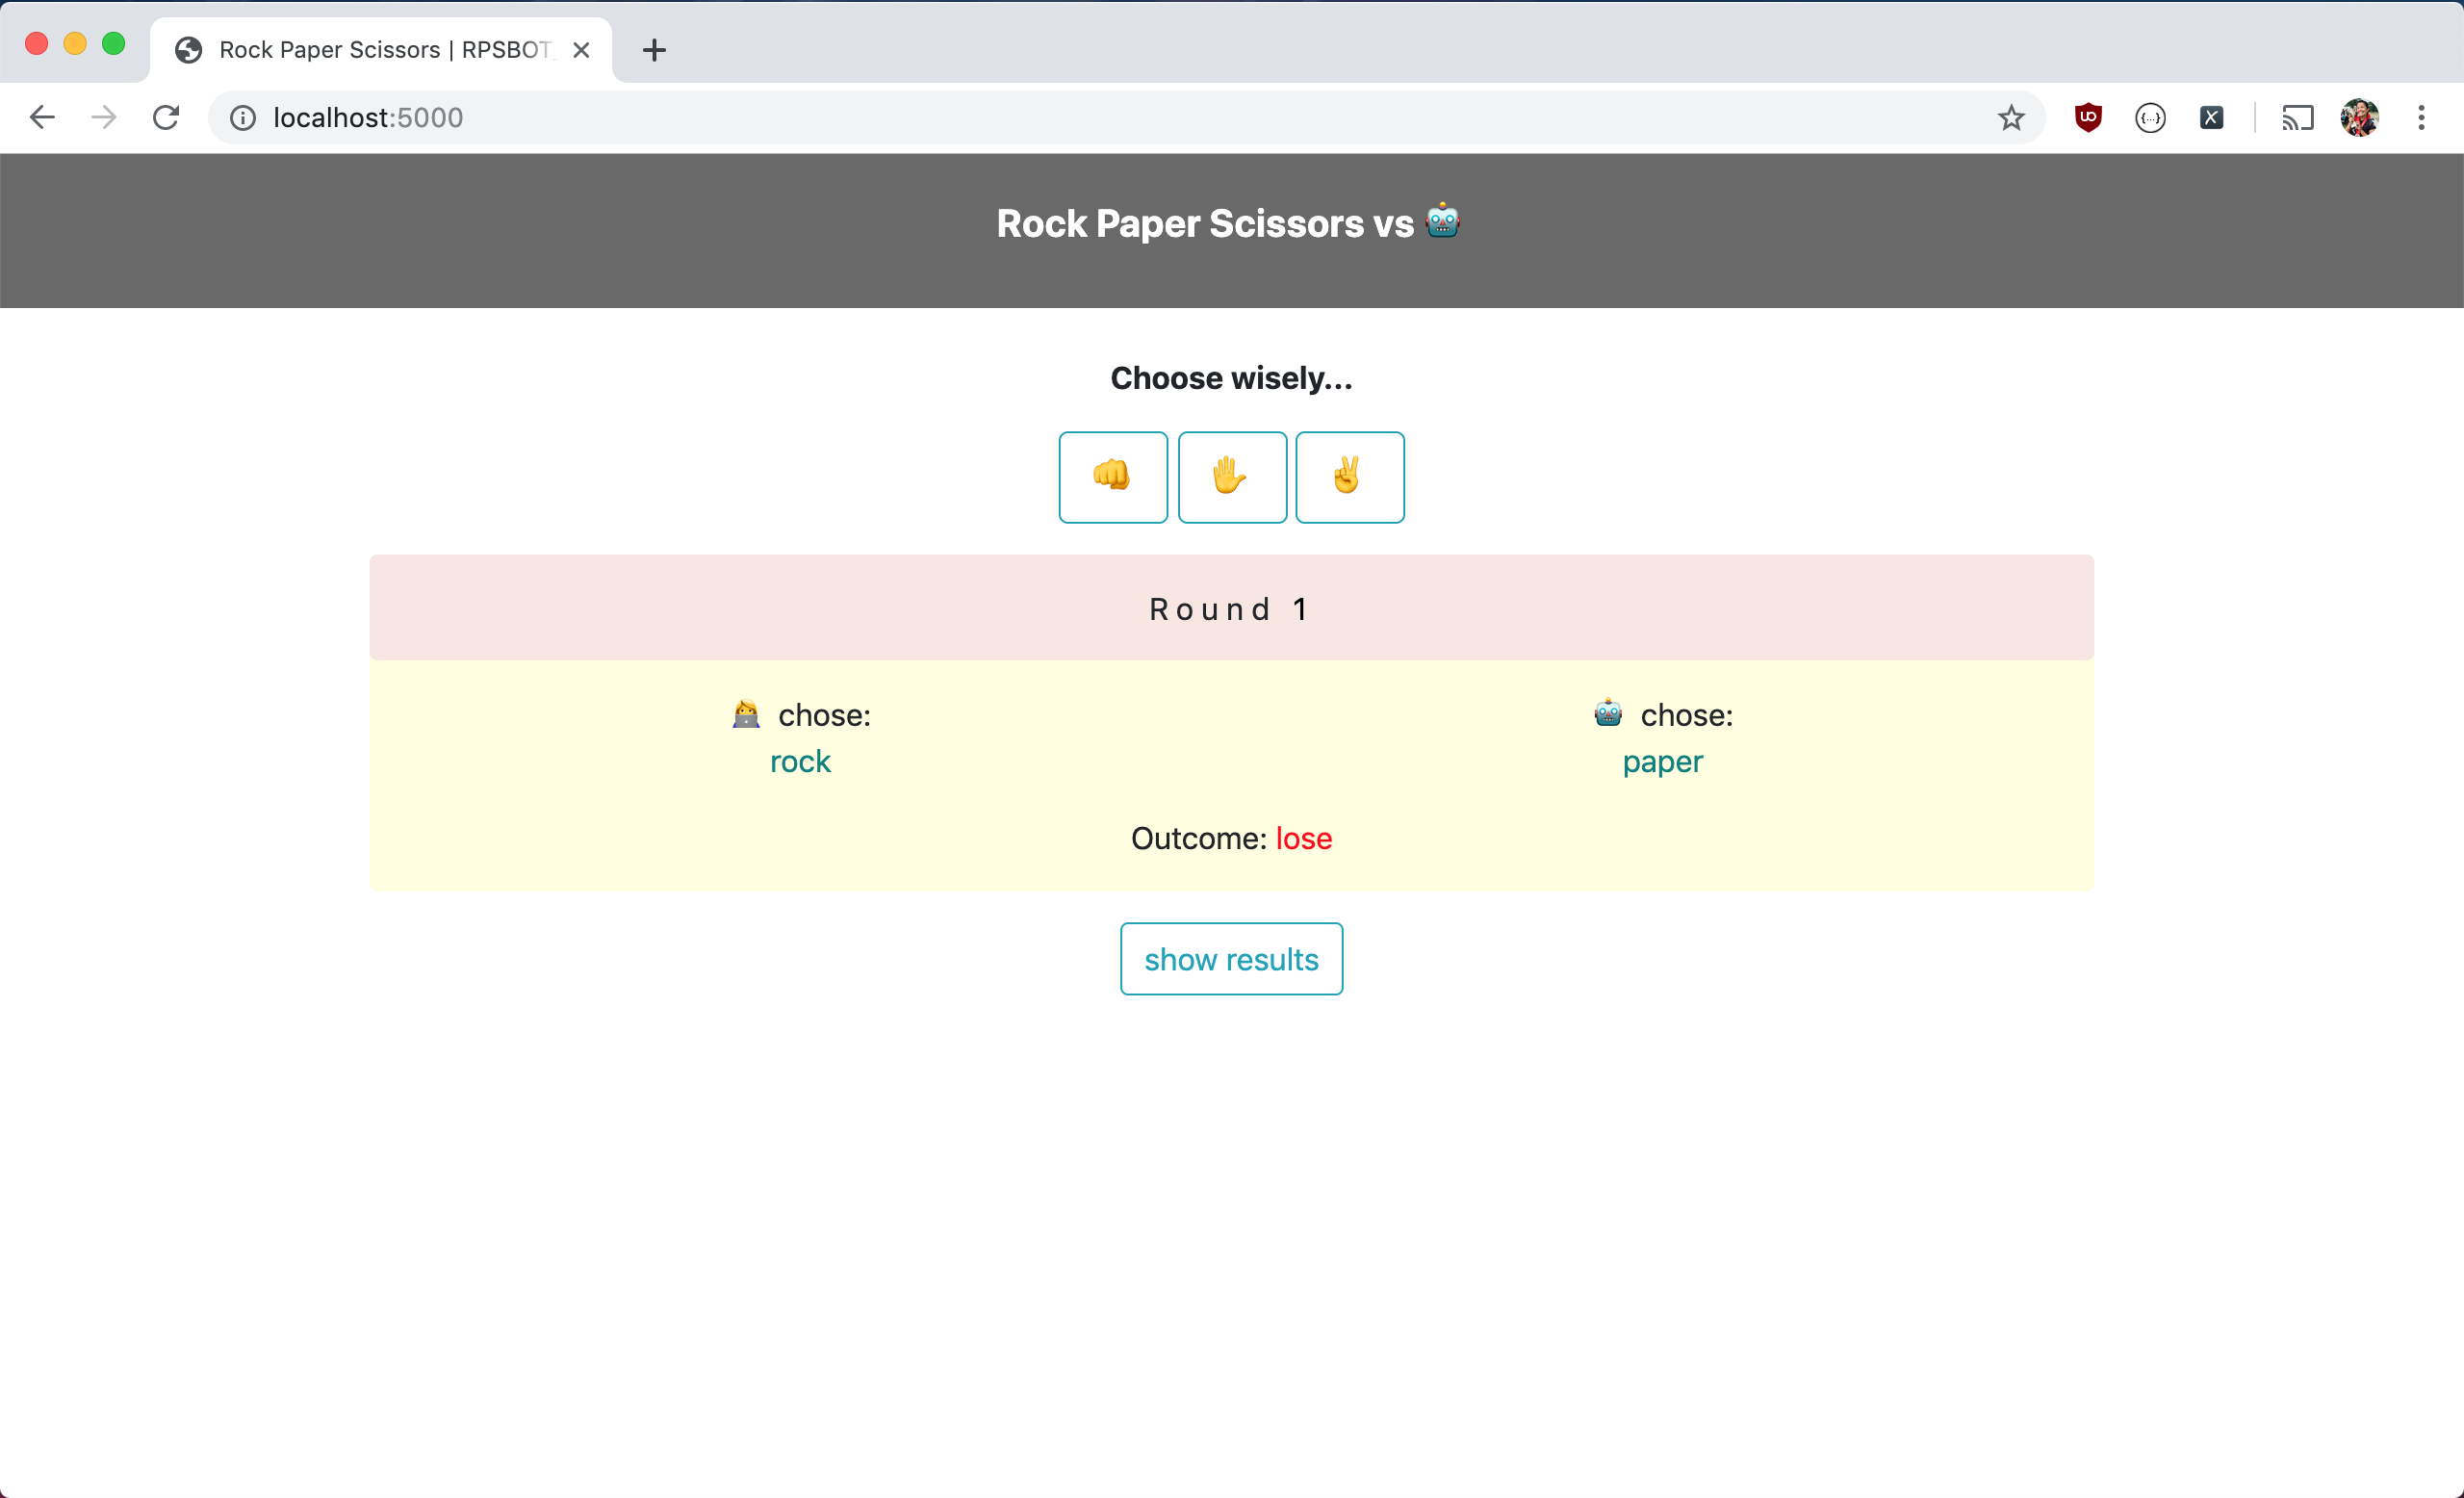 Rock Paper Scissors | RPSBOT
localhost:5000
Rock Paper Scissors vs 🤖
Choose wisely...
👊 🖐 ✌
Round 1
👩‍💻 chose: 🤖 chose:
rock paper
Outcome: lose
show results